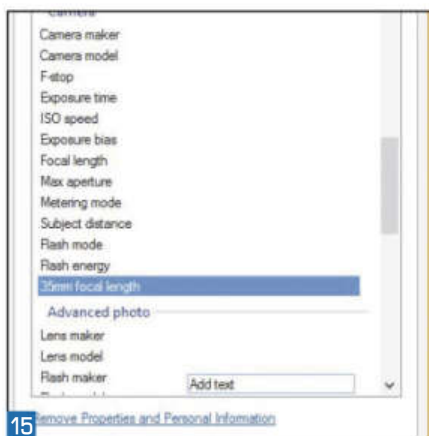 Camera
Camera maker
Camera model
F-stop
Exposure time
ISO speed
Exposure bias
Focal length
Max aperture
Metering mode
Subject distance
Flash mode
Flash energy
35mm focal length
Advanced photo
Lens maker
Lens model
Flash maker
Add text
15 Remove Properties and Personal Information